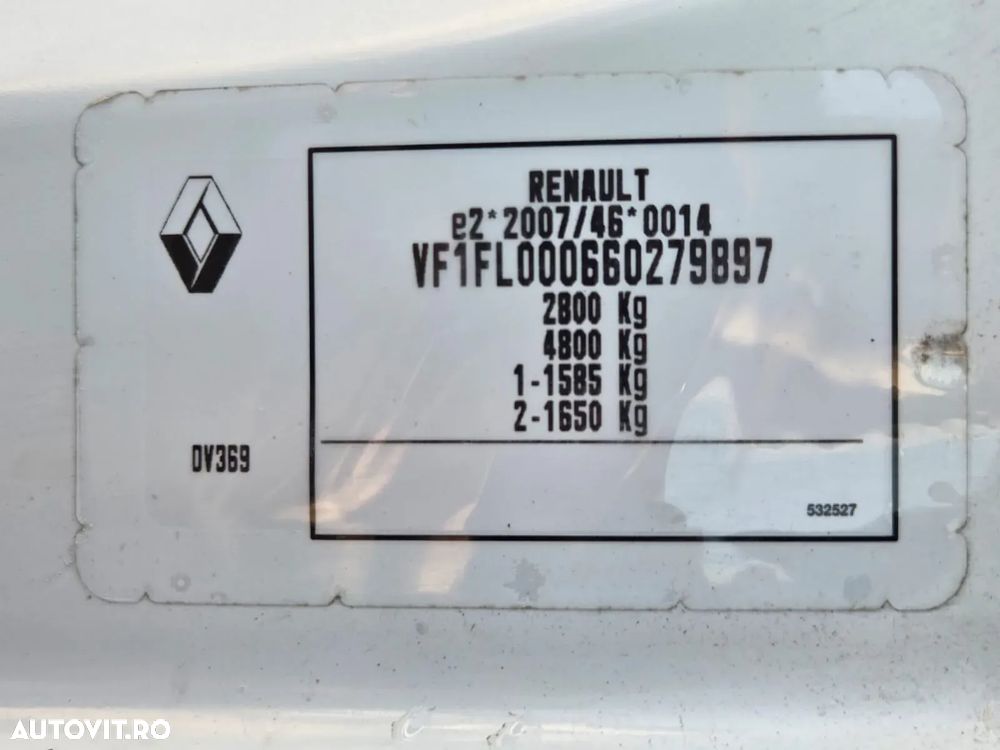 RENAULT
e2*2007/46*0014
VF1FL000660279897
2800 Kg
4800 Kg
1-1585 Kg
2-1650 Kg
DV369
532527
AUTOVIT.RO